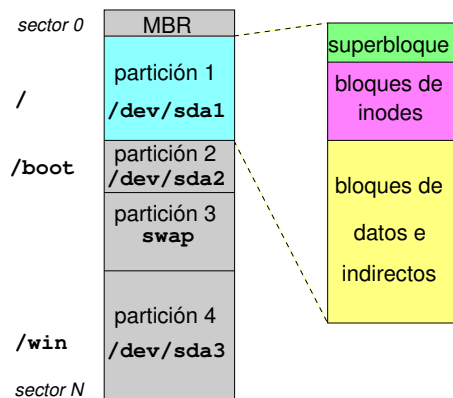 sector 0
MBR
partición 1
/dev/sda1
/
partición 2
/dev/sda2
/boot
partición 3
swap
partición 4
/dev/sda3
/win
sector N
superbloque
bloques de
inodes
bloques de
datos e
indirectos